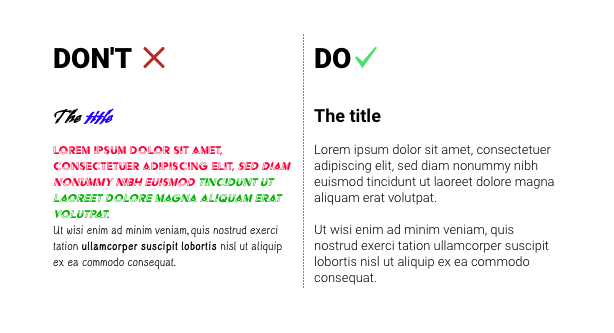 DON'T
The title
LOREM IPSUM DOLOR SIT AMET,
CONSECTETUER ADIPISCING ELIT, SED DIAM
NONUMMY NIBH EUISMOD TINCIDUNT UT
LAOREET DOLORE MAGNA ALIQUAM ERAT
VOLUTPAT.
Ut wisi enim ad minim veniam, quis nostrud exerci
tation ullamcorper suscipit lobortis nisl ut aliquip
ex ea commodo consequat.
DO
The title
Lorem ipsum dolor sit amet, consectetuer
adipiscing elit, sed diam nonummy nibh
euismod tincidunt ut laoreet dolore magna
aliquam erat volutpat.
Ut wisi enim ad minim veniam, quis
nostrud exerci tation ullamcorper suscipit
lobortis nisl ut aliquip ex ea commodo
consequat.